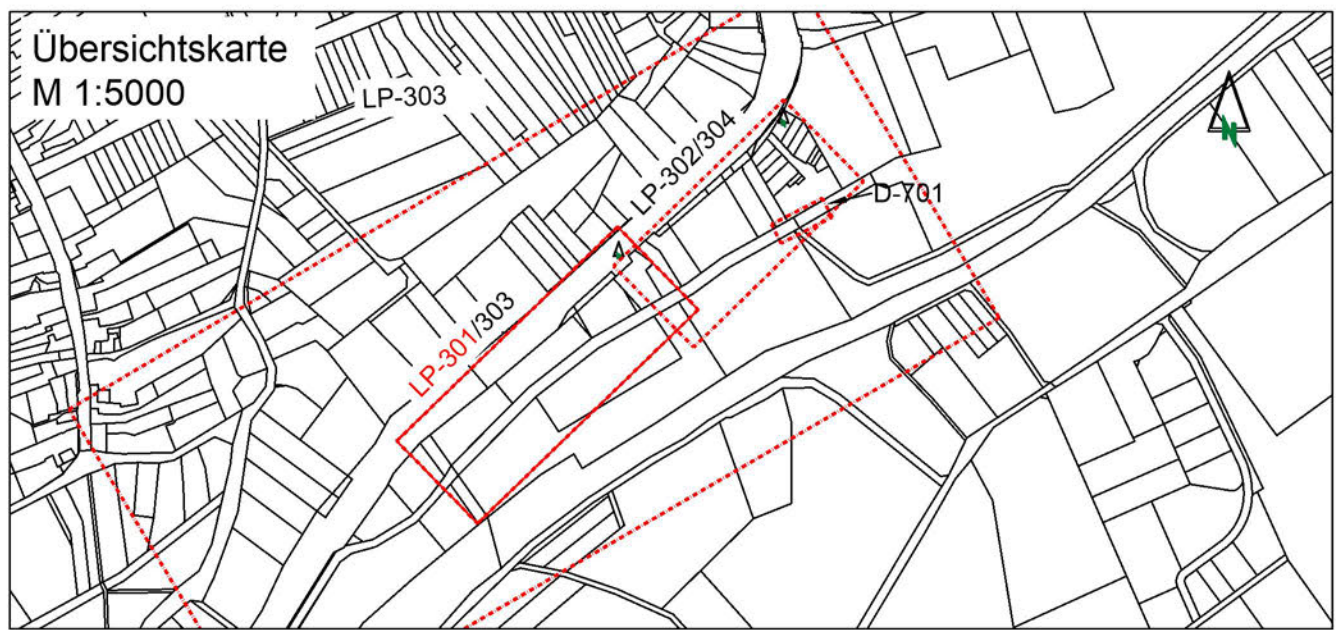 Übersichtskarte
M 1:5000
LP-303
LP-302/304
D-701
LP-301/303
N